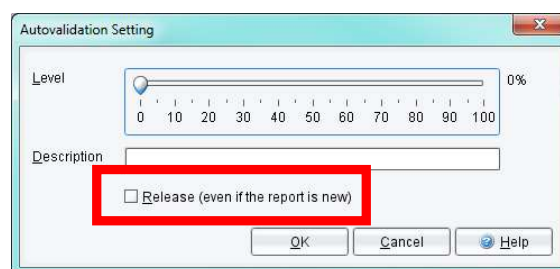 Autovalidation Setting
Level 0%
0 10 20 30 40 50 60 70 80 90 100
Description
Release (even if the report is new)
OK Cancel Help